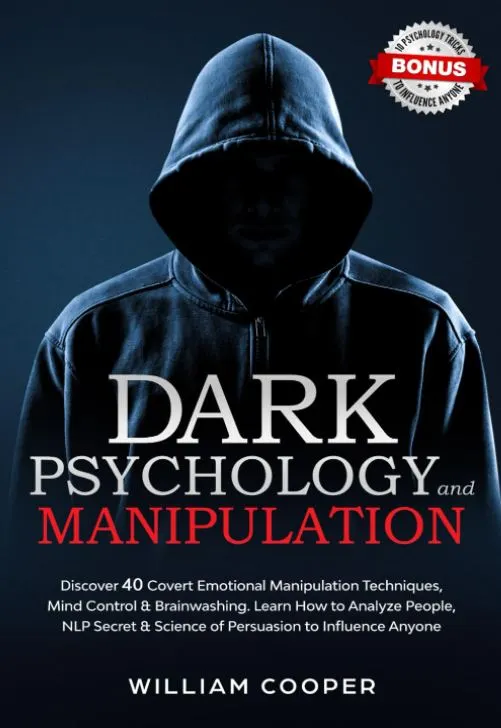 10 PSYCHOLOGY TRICKS
BONUS
TO INFLUENCE ANYONE
DARK
PSYCHOLOGY and
MANIPULATION
Discover 40 Covert Emotional Manipulation Techniques,
Mind Control & Brainwashing. Learn How to Analyze People,
NLP Secret & Science of Persuasion to Influence Anyone
WILLIAM COOPER